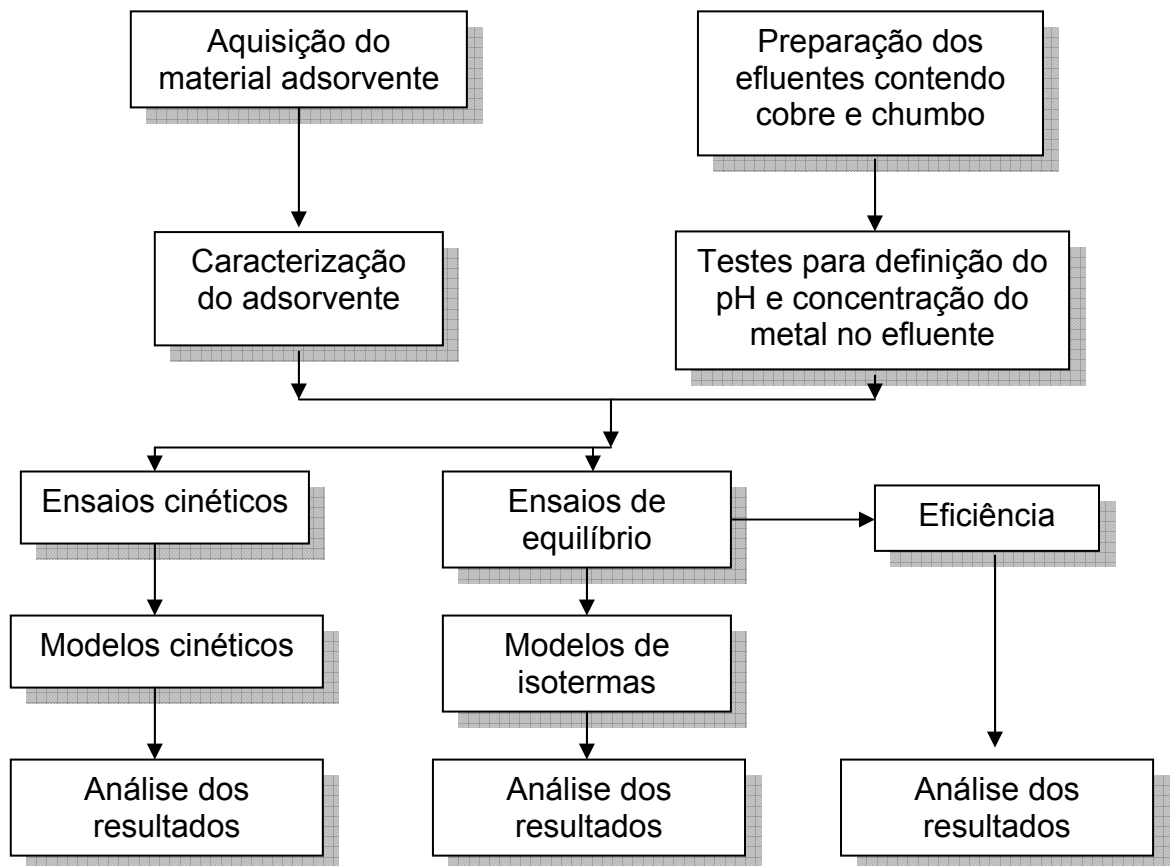 Aquisição do
material adsorvente
Preparação dos
efluentes contendo
cobre e chumbo
Caracterização
do adsorvente
Testes para definição do
pH e concentração do
metal no efluente
Ensaios cinéticos
Ensaios de
equilíbrio
Eficiência
Modelos cinéticos
Modelos de
isotermas
Análise dos
resultados
Análise dos
resultados
Análise dos
resultados